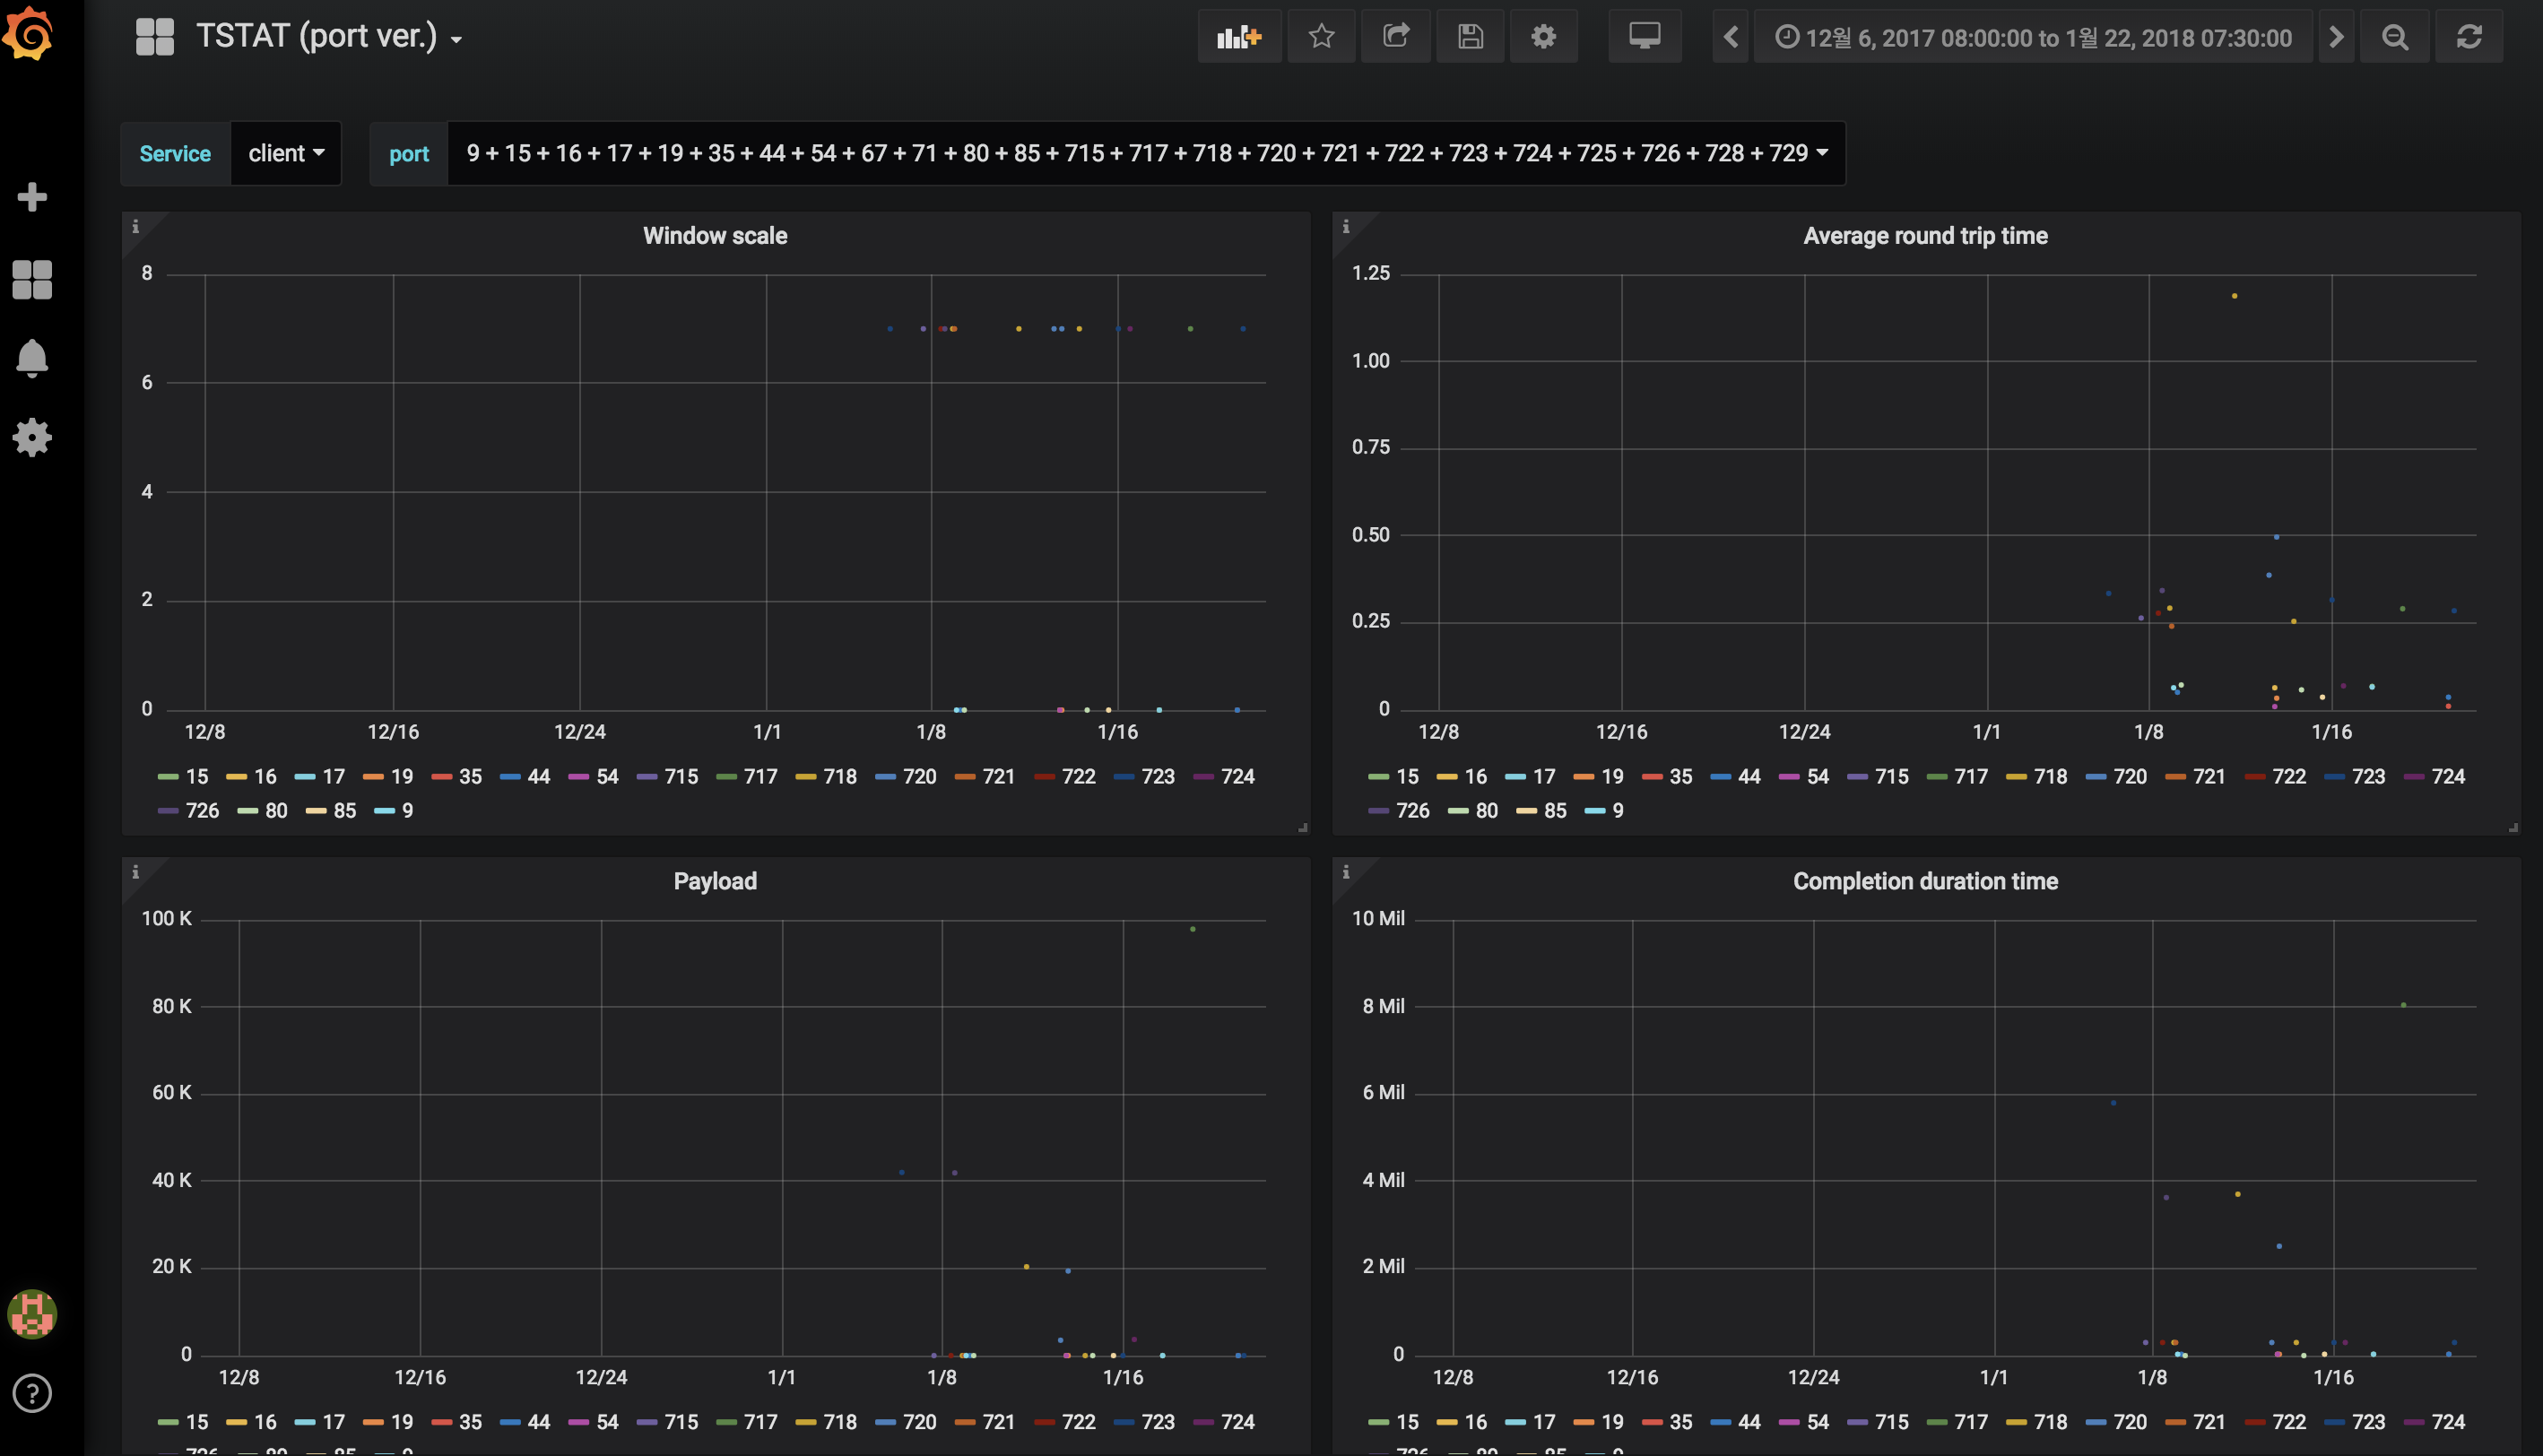 TSTAT (port ver.)
12월 6, 2017 08:00:00 to 1월 22, 2018 07:30:00
Service client port 9 + 15 + 16 + 17 + 19 + 35 + 44 + 54 + 67 + 71 + 80 + 85 + 715 + 717 + 718 + 720 + 721 + 722 + 723 + 724 + 725 + 726 + 728 + 729
Window scale
8
6
4
2
0
12/8 12/16 12/24 1/1 1/8 1/16
15 16 17 19 35 44 54 715 717 718 720 721 722 723 724
726 80 85 9
Average round trip time
1.25
1.00
0.75
0.50
0.25
0
12/8 12/16 12/24 1/1 1/8 1/16
15 16 17 19 35 44 54 715 717 718 720 721 722 723 724
726 80 85 9
Payload
100 K
80 K
60 K
40 K
20 K
0
12/8 12/16 12/24 1/1 1/8 1/16
15 16 17 19 35 44 54 715 717 718 720 721 722 723 724
726 80 85 9
Completion duration time
10 Mil
8 Mil
6 Mil
4 Mil
2 Mil
0
12/8 12/16 12/24 1/1 1/8 1/16
15 16 17 19 35 44 54 715 717 718 720 721 722 723 724
726 80 85 9